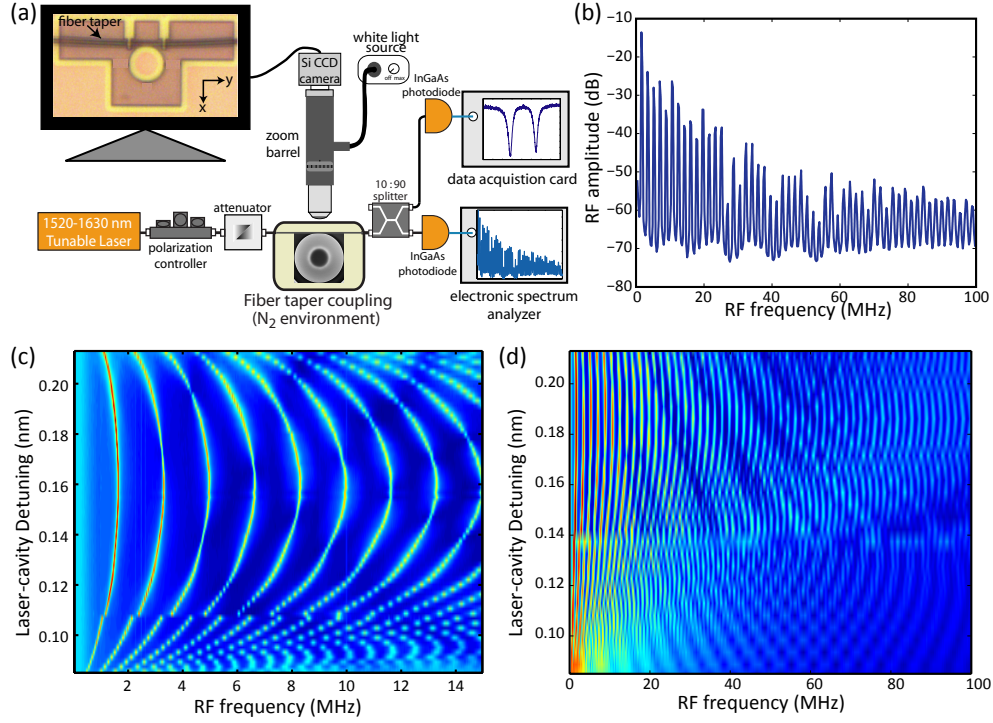 (a)
fiber taper
y
x
Si CCD
camera
white light
source
off max
zoom
barrel
InGaAs
photodiode
data acquistion card
10 : 90
splitter
1520-1630 nm
Tunable Laser
polarization
controller
attenuator
Fiber taper coupling
(N2 environment)
InGaAs
photodiode
electronic spectrum
analyzer
(b)
RF amplitude (dB)
−10
−20
−30
−40
−50
−60
−70
−80
0 20 40 60 80 100
RF frequency (MHz)
(c)
Laser-cavity Detuning (nm)
0.20
0.18
0.16
0.14
0.12
0.10
2 4 6 8 10 12 14
RF frequency (MHz)
(d)
Laser-cavity Detuning (nm)
0.20
0.18
0.16
0.14
0.12
0.10
0 20 40 60 80 100
RF frequency (MHz)